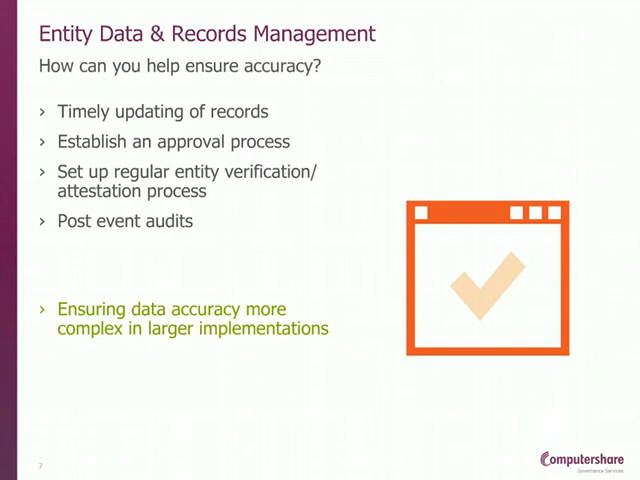 Entity Data & Records Management
How can you help ensure accuracy?
› Timely updating of records
› Establish an approval process
› Set up regular entity verification/
attestation process
› Post event audits
› Ensuring data accuracy more
complex in larger implementations
7
Computershare
Governance Services